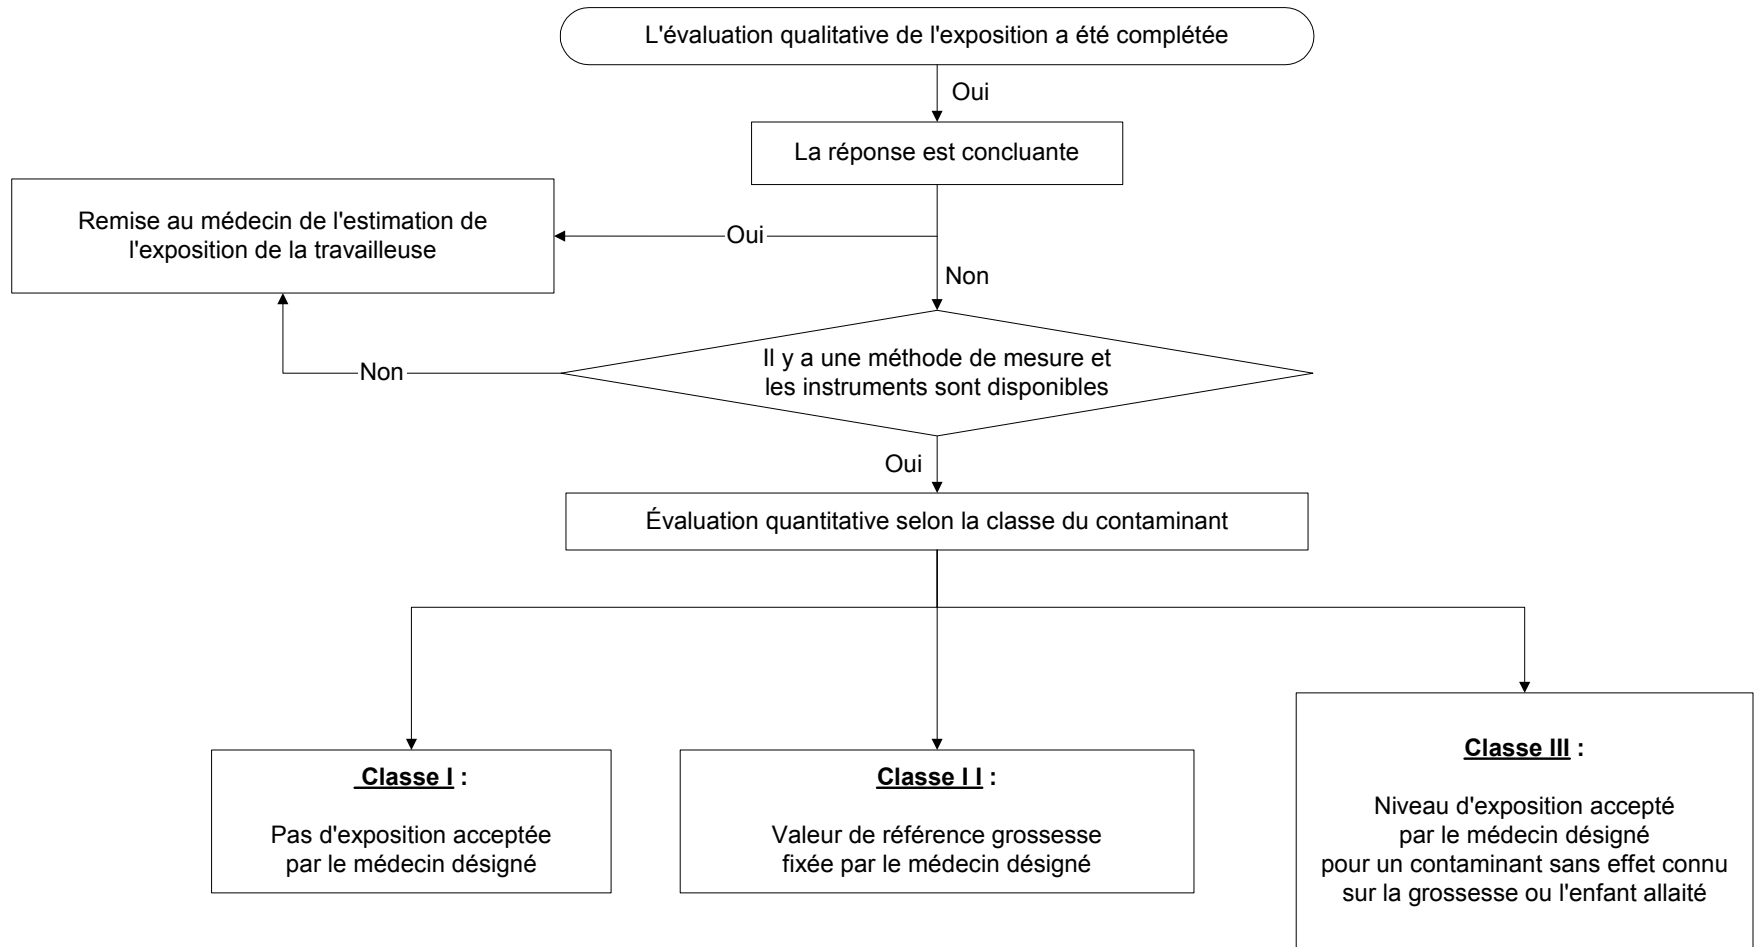 L'évaluation qualitative de l'exposition a été complétée
Oui
La réponse est concluante
Remise au médecin de l'estimation de
l'exposition de la travailleuse
Oui
Non
Il y a une méthode de mesure et
les instruments sont disponibles
Non
Oui
Évaluation quantitative selon la classe du contaminant
Classe I :
Pas d'exposition acceptée
par le médecin désigné
Classe I I :
Valeur de référence grossesse
fixée par le médecin désigné
Classe III :
Niveau d'exposition accepté
par le médecin désigné
pour un contaminant sans effet connu
sur la grossesse ou l'enfant allaité